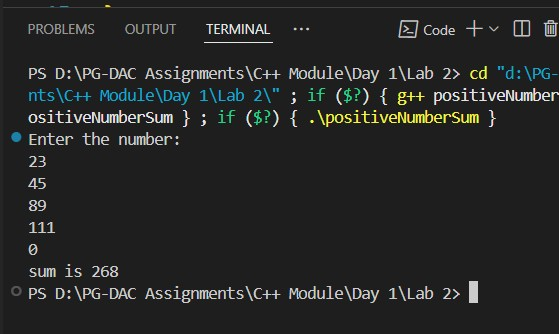 PROBLEMS OUTPUT TERMINAL ··· Code
PS D:\PG-DAC Assignments\C++ Module\Day 1\Lab 2> cd "d:\PG-
nts\C++ Module\Day 1\Lab 2\" ; if ($?) { g++ positiveNumber
ositiveNumberSum } ; if ($?) { .\positiveNumberSum }
Enter the number:
23
45
89
111
0
sum is 268
PS D:\PG-DAC Assignments\C++ Module\Day 1\Lab 2>